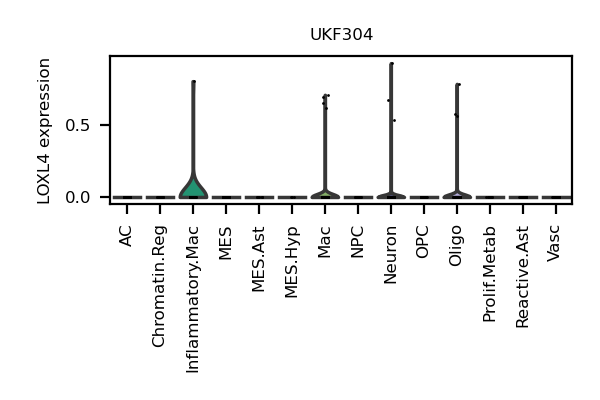 UKF304
LOXL4 expression
0.5
0.0
AC
Chromatin.Reg
Inflammatory.Mac
MES
MES.Ast
MES.Hyp
Mac
NPC
Neuron
OPC
Oligo
Prolif.Metab
Reactive.Ast
Vasc